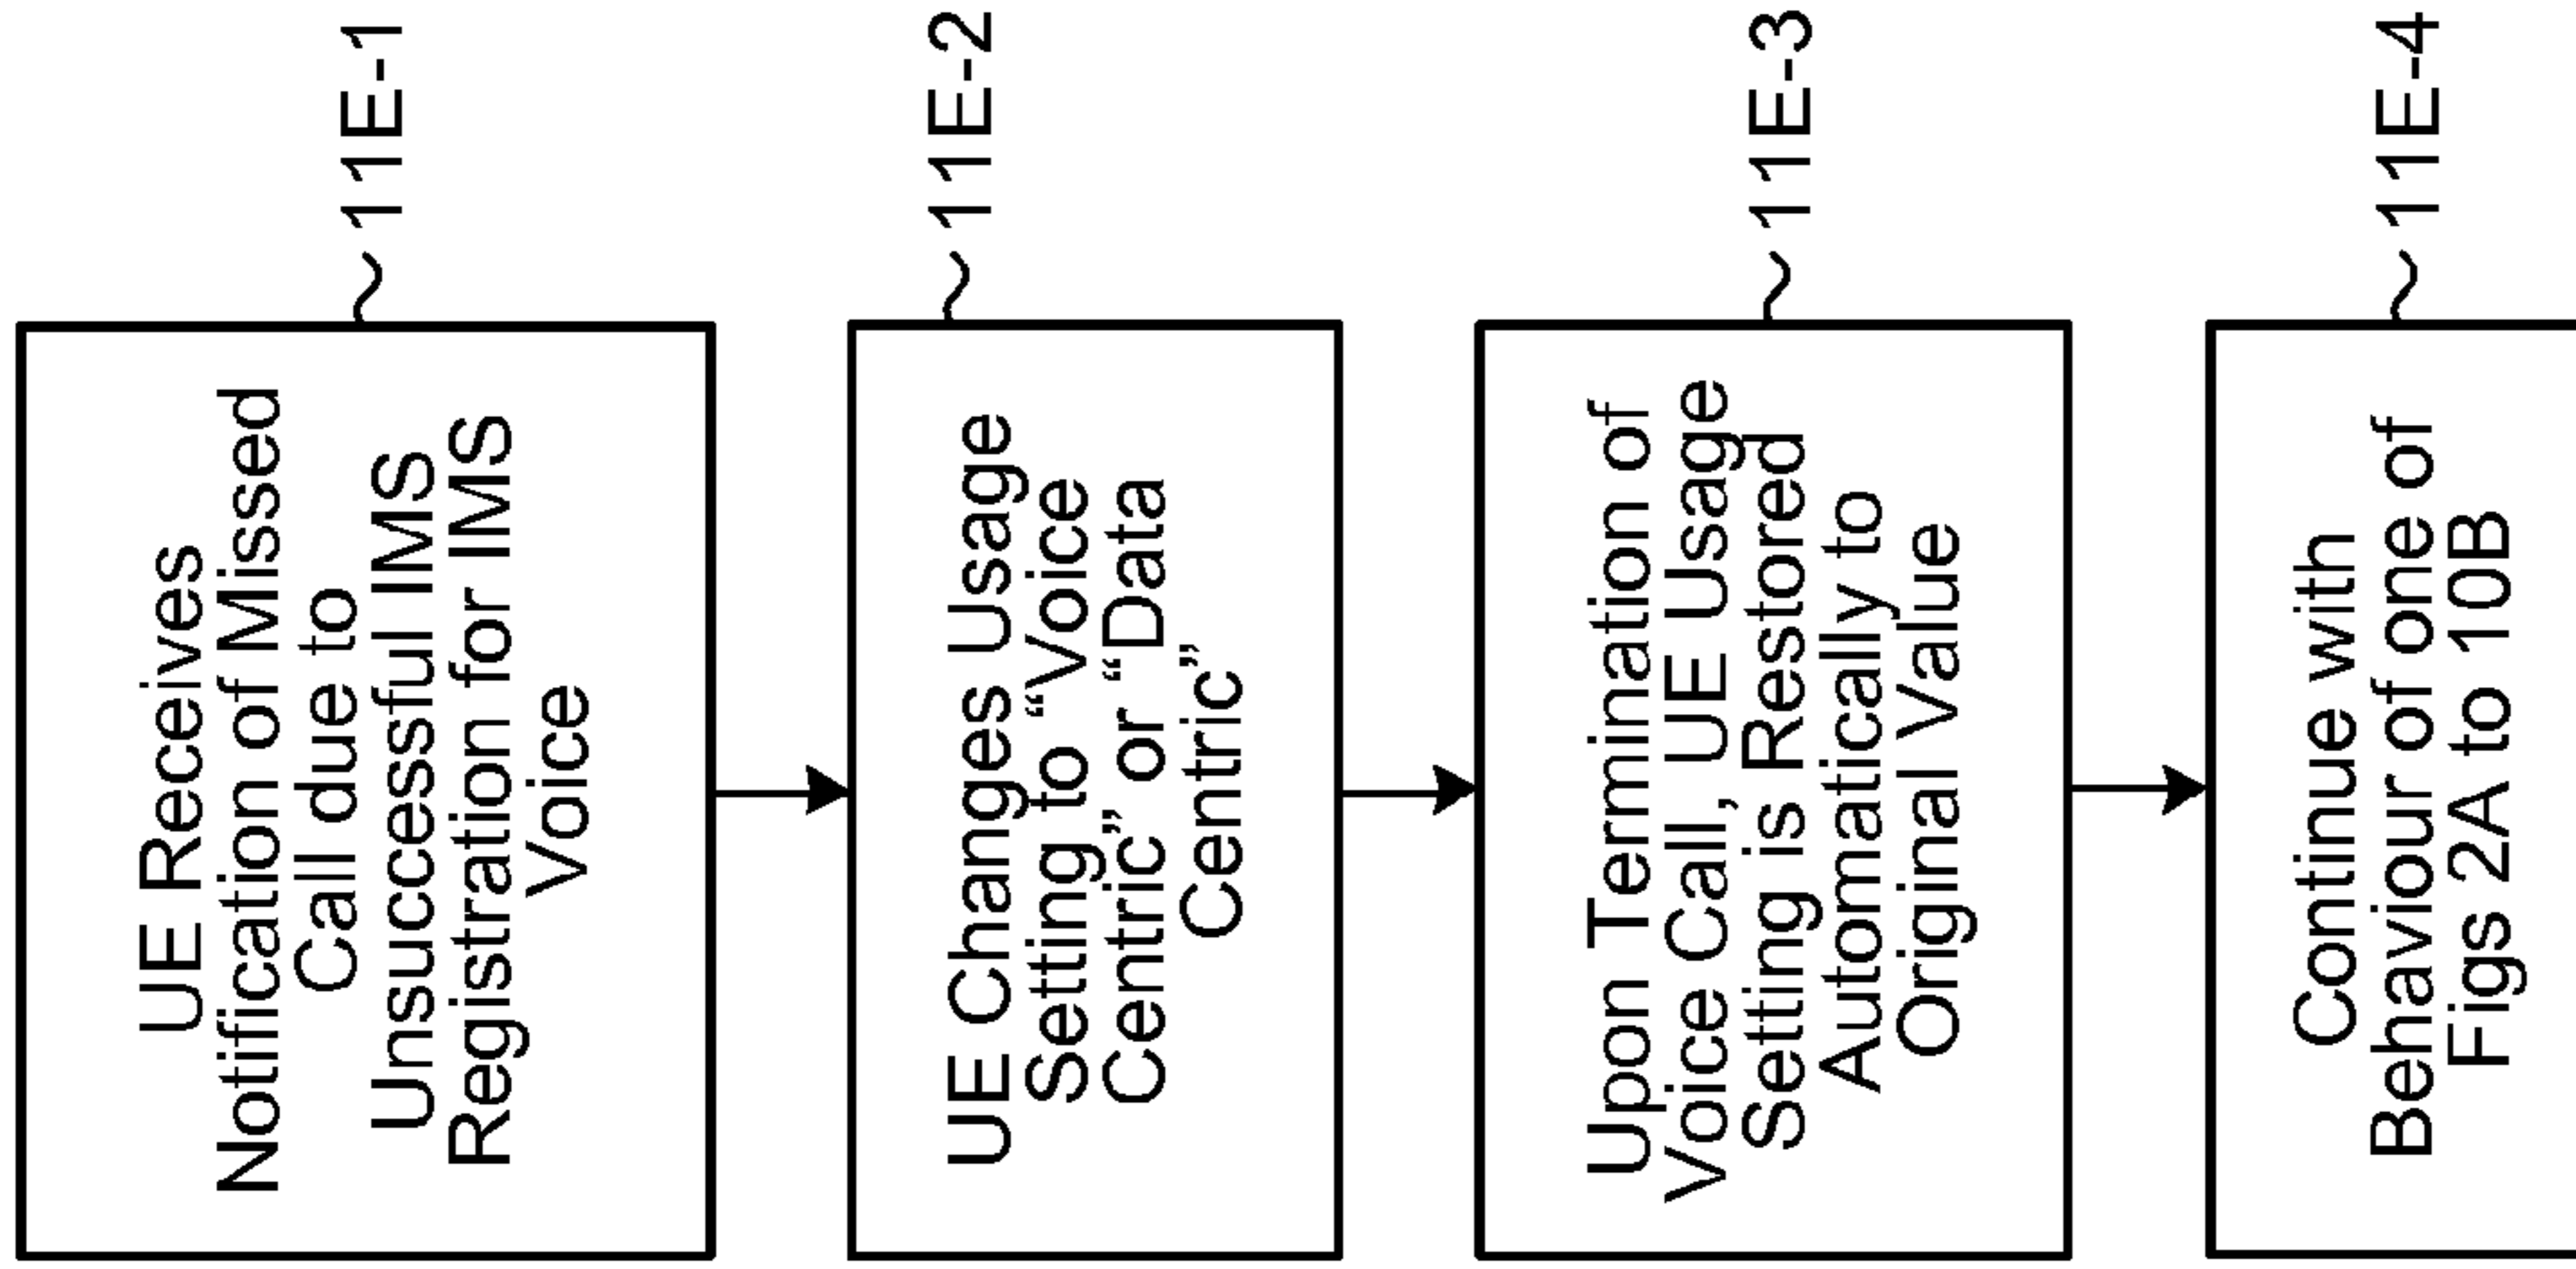 UE Receives
Notification of Missed
Call due to
Unsuccessful IMS
Registration for IMS
Voice
11E-1
UE Changes Usage
Setting to “Voice
Centric” or “Data
Centric”
11E-2
Upon Termination of
Voice Call, UE Usage
Setting is Restored
Automatically to
Original Value
11E-3
Continue with
Behaviour of one of
Figs 2A to 10B
11E-4